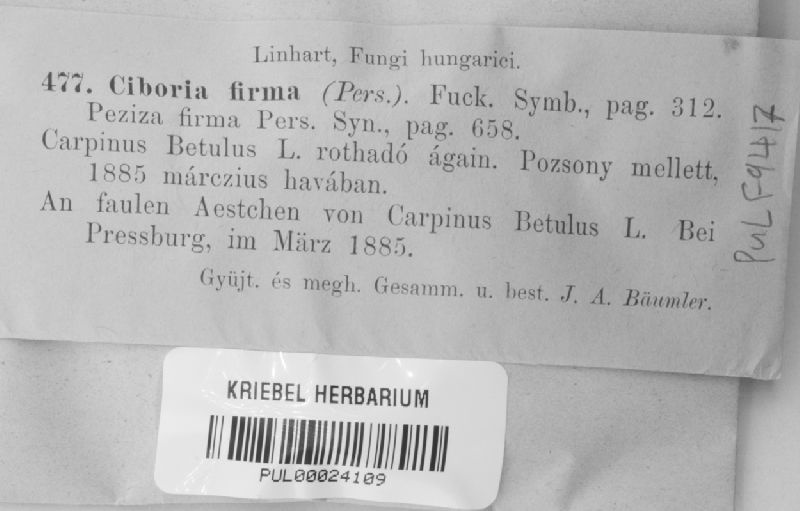 Linhart, Fungi hungarici.
477. Ciboria firma (Pers.). Fuck. Symb., pag. 312.
Peziza firma Pers. Syn., pag. 658.
Carpinus Betulus L. rothadó ágain. Pozsony mellett,
1885 márczius havában.
An faulen Aestchen von Carpinus Betulus L. Bei
Pressburg, im März 1885.
Gyüjt. és megh. Gesamm. u. best. J. A. Bäumler.
PUL F9417
KRIEBEL HERBARIUM
PUL00024109